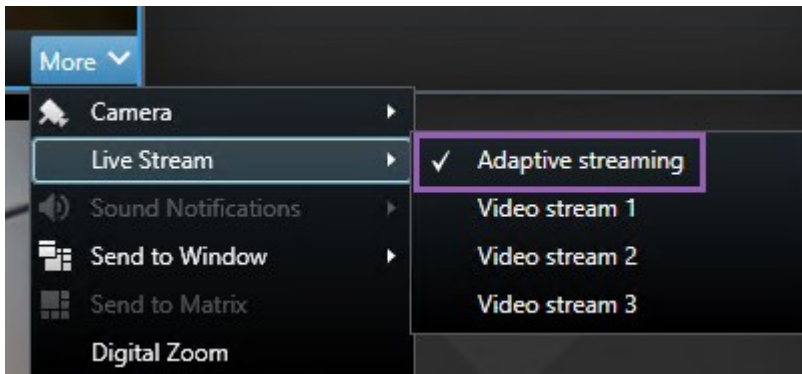 More
Camera
Live Stream
Adaptive streaming
Sound Notifications
Video stream 1
Send to Window
Video stream 2
Send to Matrix
Video stream 3
Digital Zoom